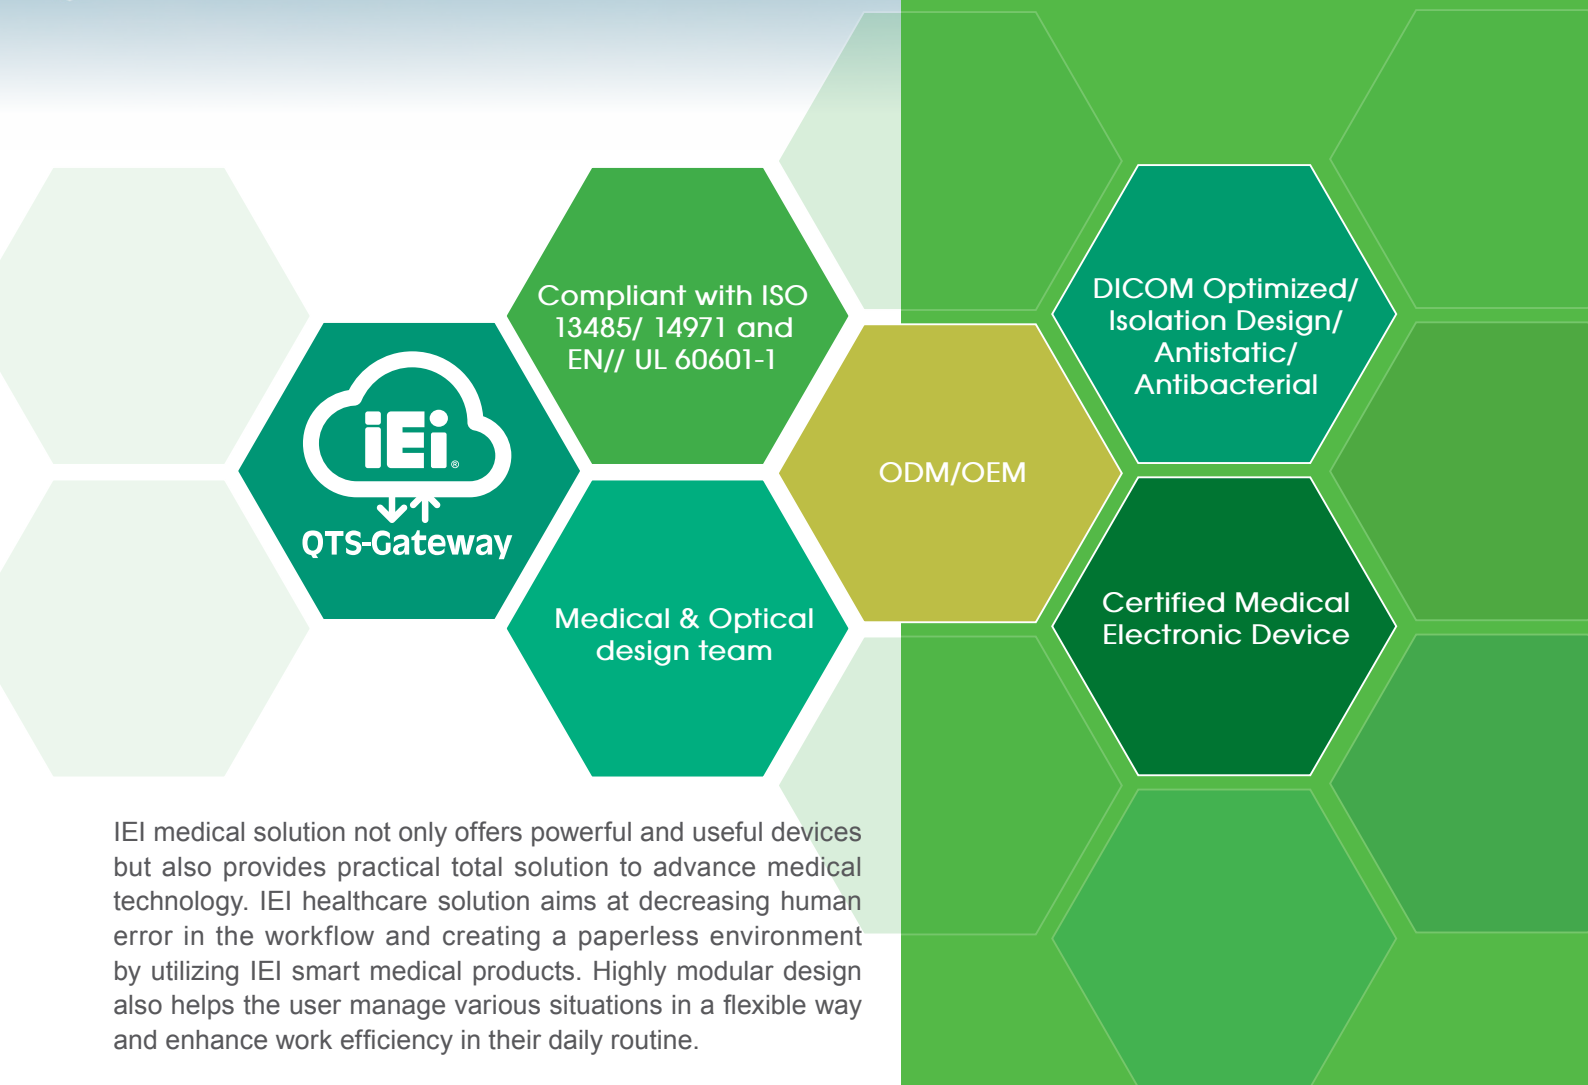 Compliant with ISO
13485/ 14971 and
EN// UL 60601-1
DICOM Optimized/
Isolation Design/
Antistatic/
Antibacterial
iEi®
QTS-Gateway
ODM/OEM
Medical & Optical
design team
Certified Medical
Electronic Device
IEI medical solution not only offers powerful and useful devices
but also provides practical total solution to advance medical
technology. IEI healthcare solution aims at decreasing human
error in the workflow and creating a paperless environment
by utilizing IEI smart medical products. Highly modular design
also helps the user manage various situations in a flexible way
and enhance work efficiency in their daily routine.